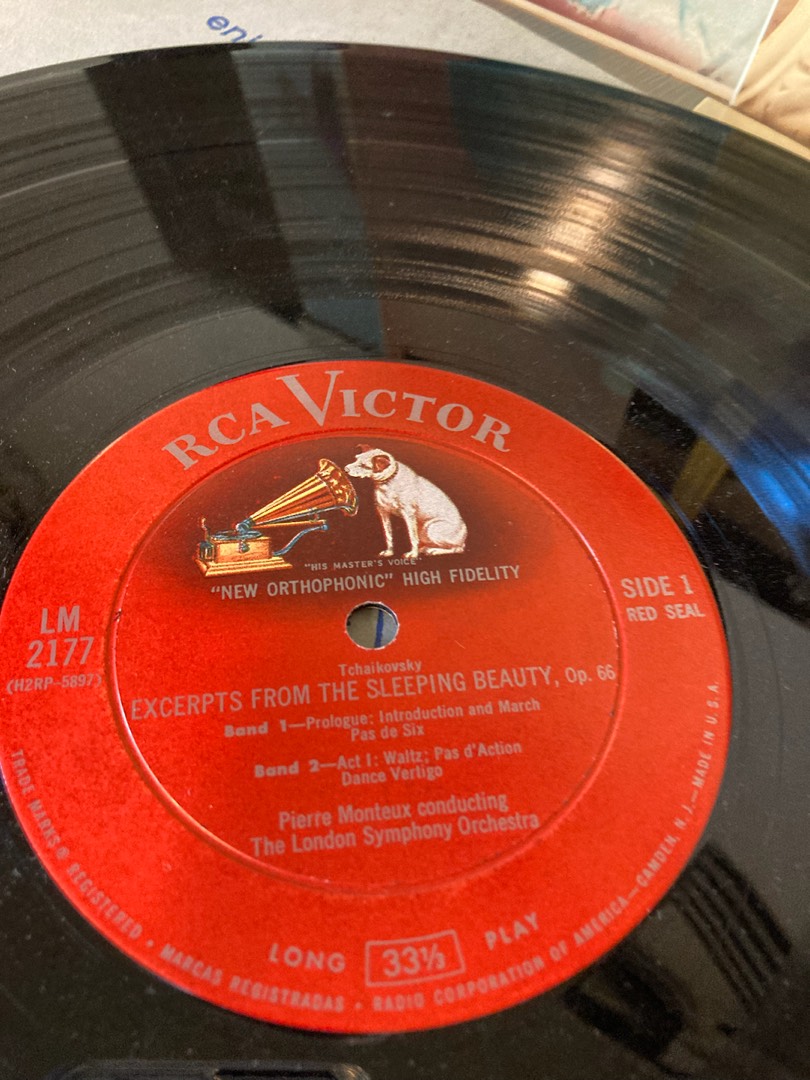 RCA VICTOR
"HIS MASTER'S VOICE"
"NEW ORTHOPHONIC" HIGH FIDELITY
SIDE 1
RED SEAL
LM
2177
(H2RP-5897)
Tchaikovsky
EXCERPTS FROM THE SLEEPING BEAUTY, Op. 66
Band 1—Prologue: Introduction and March
Pas de Six
Band 2—Act I: Waltz; Pas d'Action
Dance Vertigo
Pierre Monteux conducting
The London Symphony Orchestra
LONG 33⅓ PLAY
TRADE MARKS ® REGISTERED • MARCAS REGISTRADAS • RADIO CORPORATION OF AMERICA—CAMDEN, N. J.—MADE IN U.S.A.